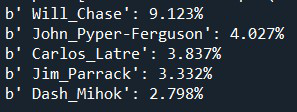 b' Will_Chase': 9.123%
b' John_Pyper-Ferguson': 4.027%
b' Carlos_Latre': 3.837%
b' Jim_Parrack': 3.332%
b' Dash_Mihok': 2.798%